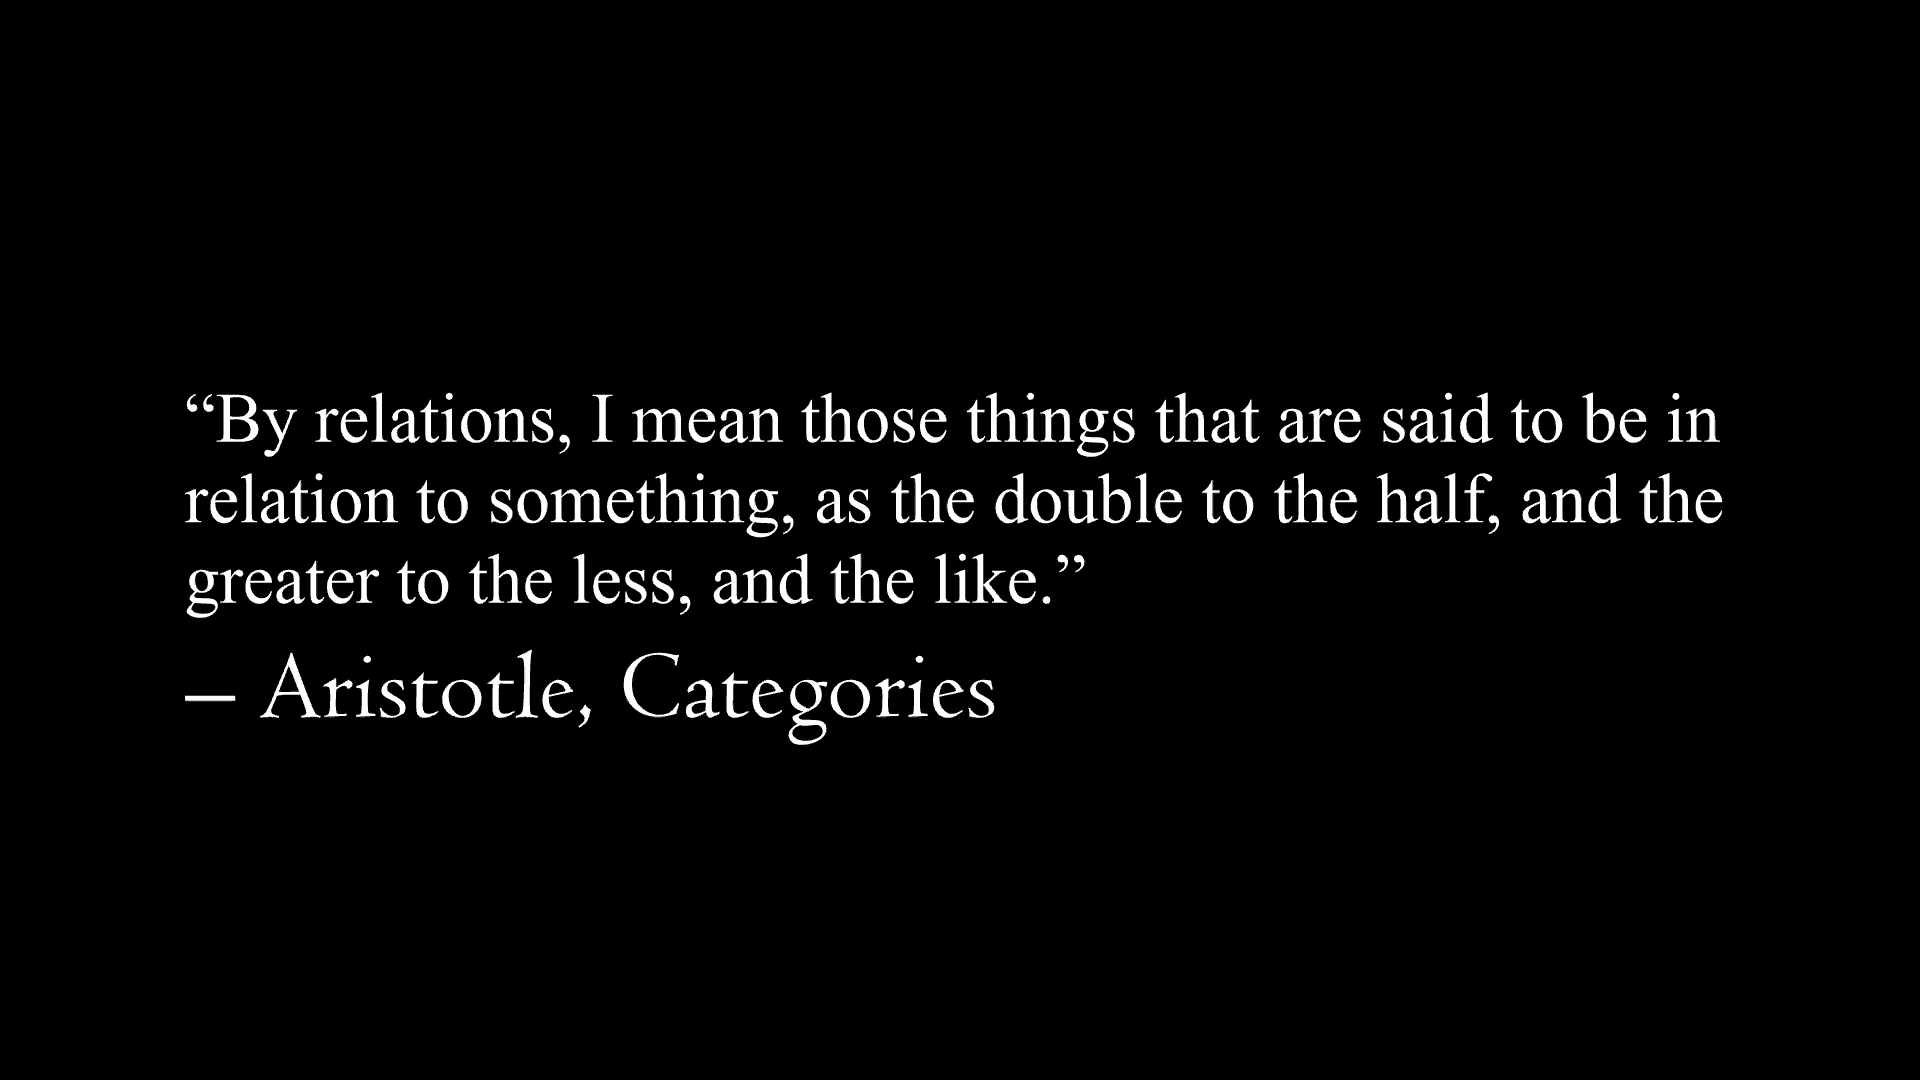 “By relations, I mean those things that are said to be in
relation to something, as the double to the half, and the
greater to the less, and the like.”
– Aristotle, Categories